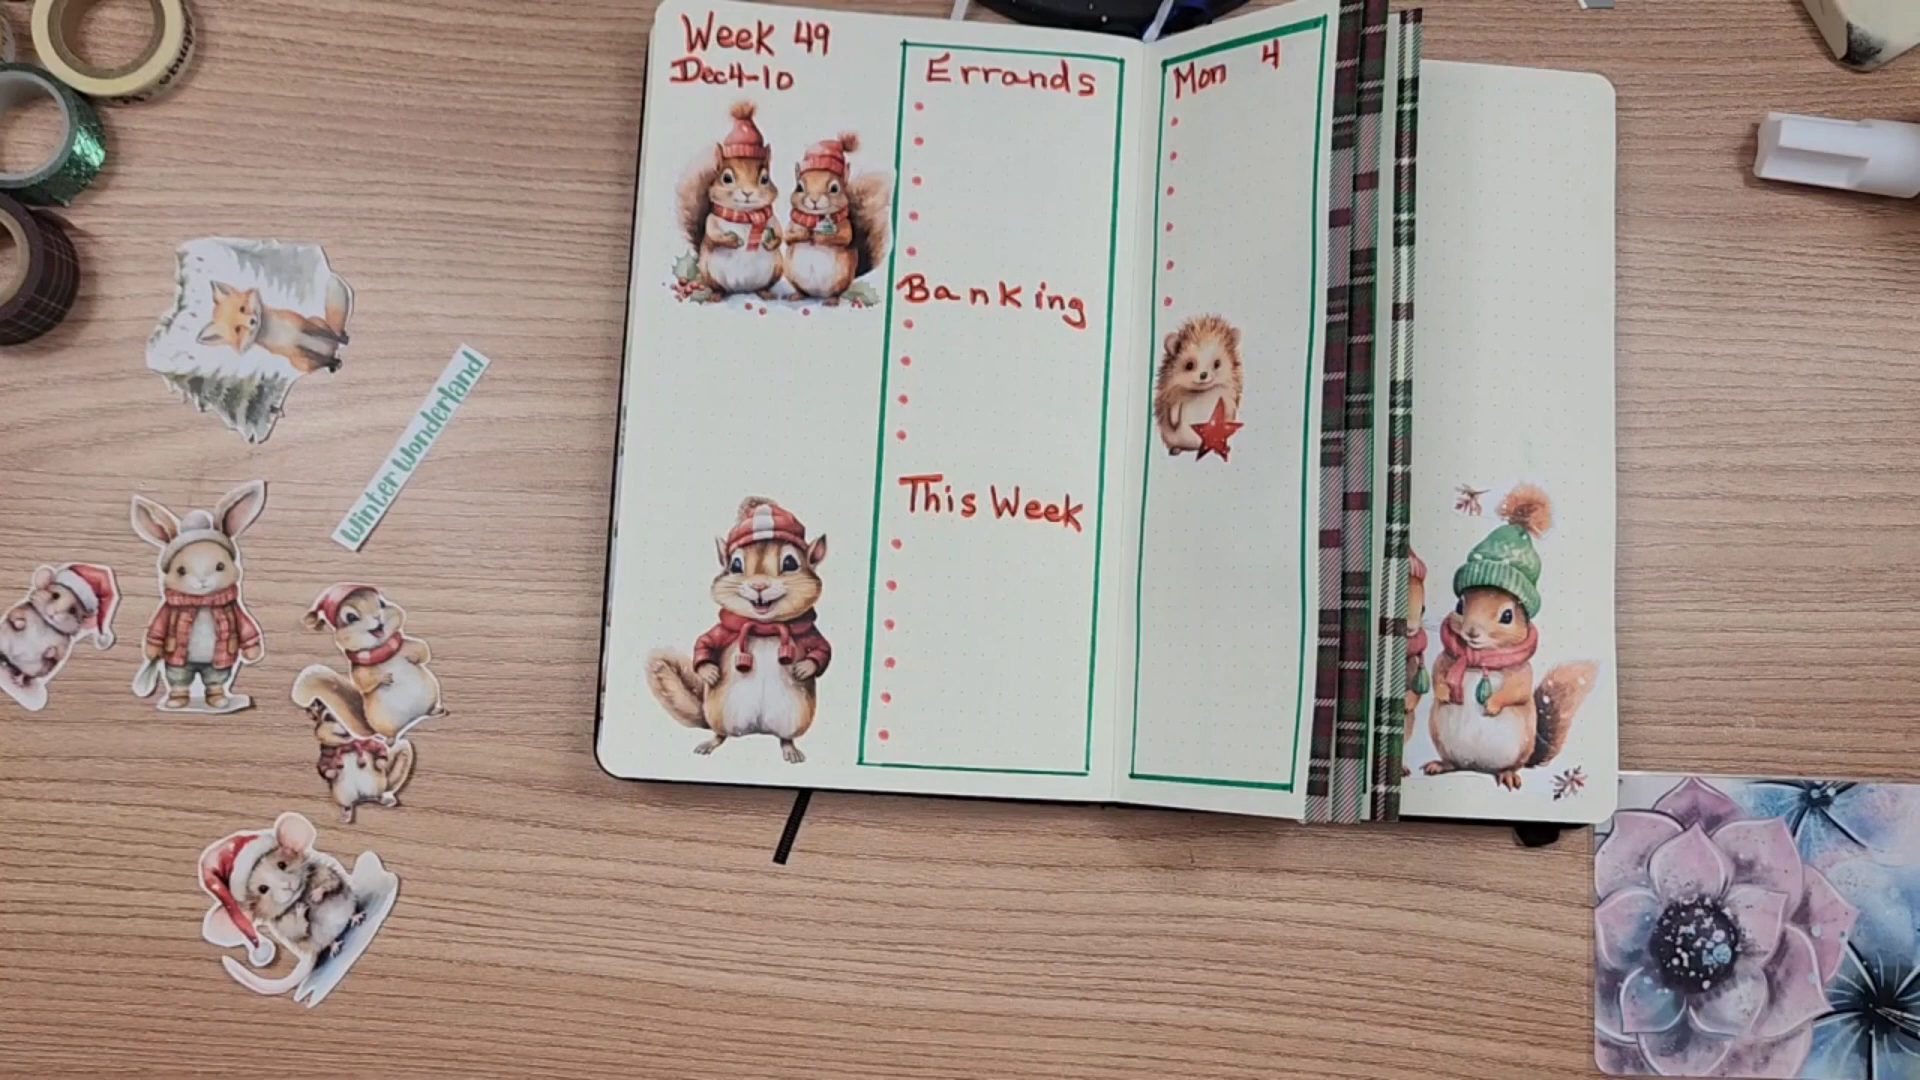 Week 49
Dec4-10
Errands
Banking
This Week
Mon 4
Winter Wonderland